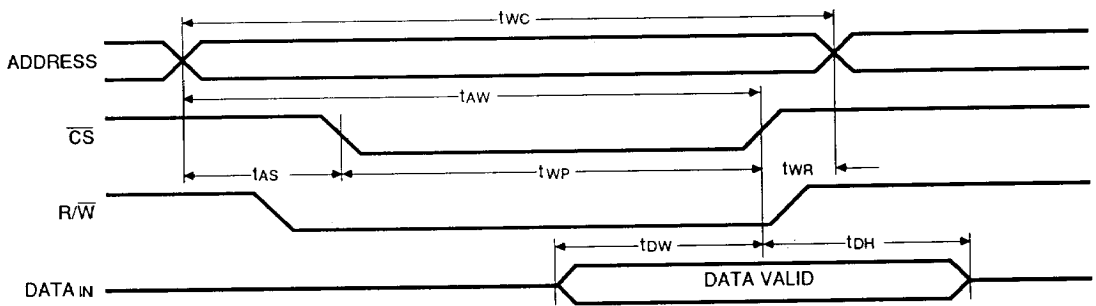 tWC
ADDRESS
tAW
CS
tAS
tWP
tWR
R/W
tDW
tDH
DATA IN
DATA VALID